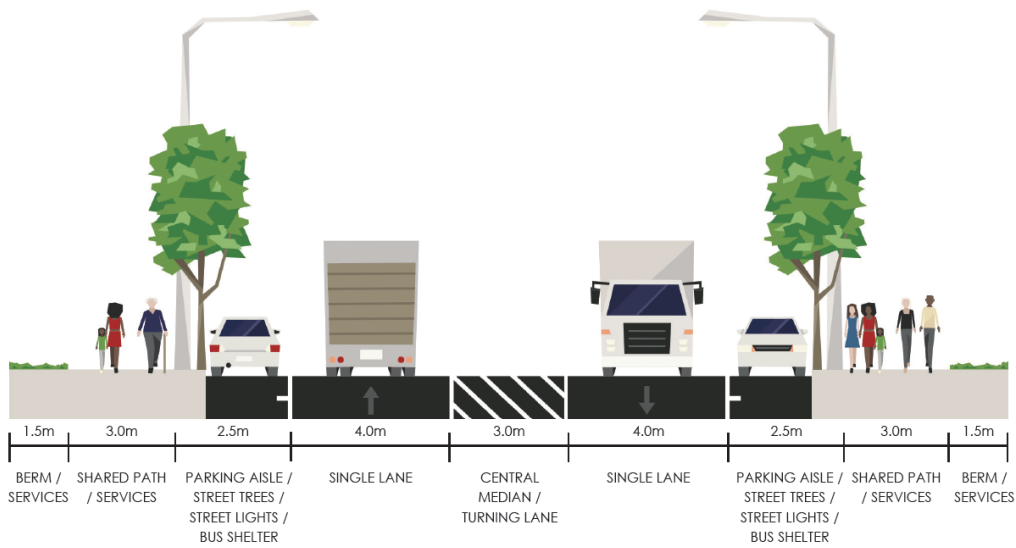 1.5m 3.0m 2.5m 4.0m 3.0m 4.0m 2.5m 3.0m 1.5m
BERM /
SERVICES
SHARED PATH
/ SERVICES
PARKING AISLE /
STREET TREES /
STREET LIGHTS /
BUS SHELTER
SINGLE LANE
CENTRAL
MEDIAN /
TURNING LANE
SINGLE LANE
PARKING AISLE /
STREET TREES /
STREET LIGHTS /
BUS SHELTER
SHARED PATH
/ SERVICES
BERM /
SERVICES